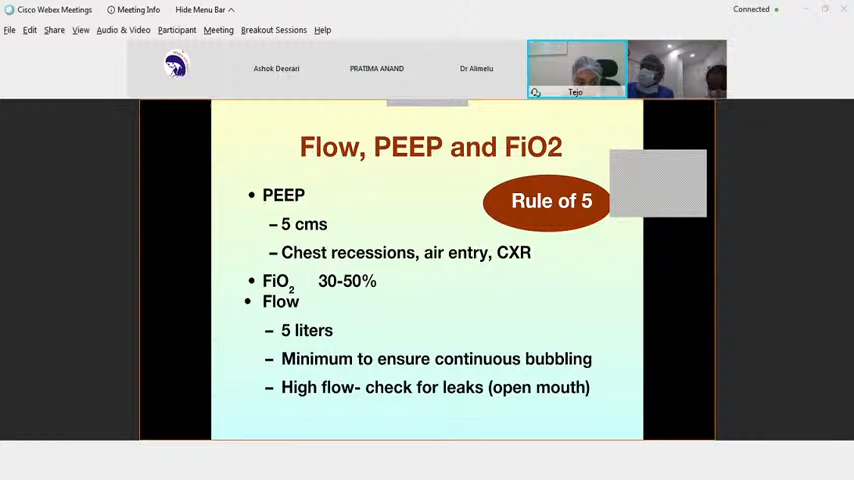 Cisco Webex Meetings
Meeting Info
Hide Menu Bar
Connected
File Edit Share View Audio & Video Participant Meeting Breakout Sessions Help
Ashok Deorari
PRATIMA ANAND
Dr Alimelu
Tejo
Flow, PEEP and FiO2
Rule of 5
• PEEP
– 5 cms
– Chest recessions, air entry, CXR
• FiO2 30-50%
• Flow
– 5 liters
– Minimum to ensure continuous bubbling
– High flow- check for leaks (open mouth)